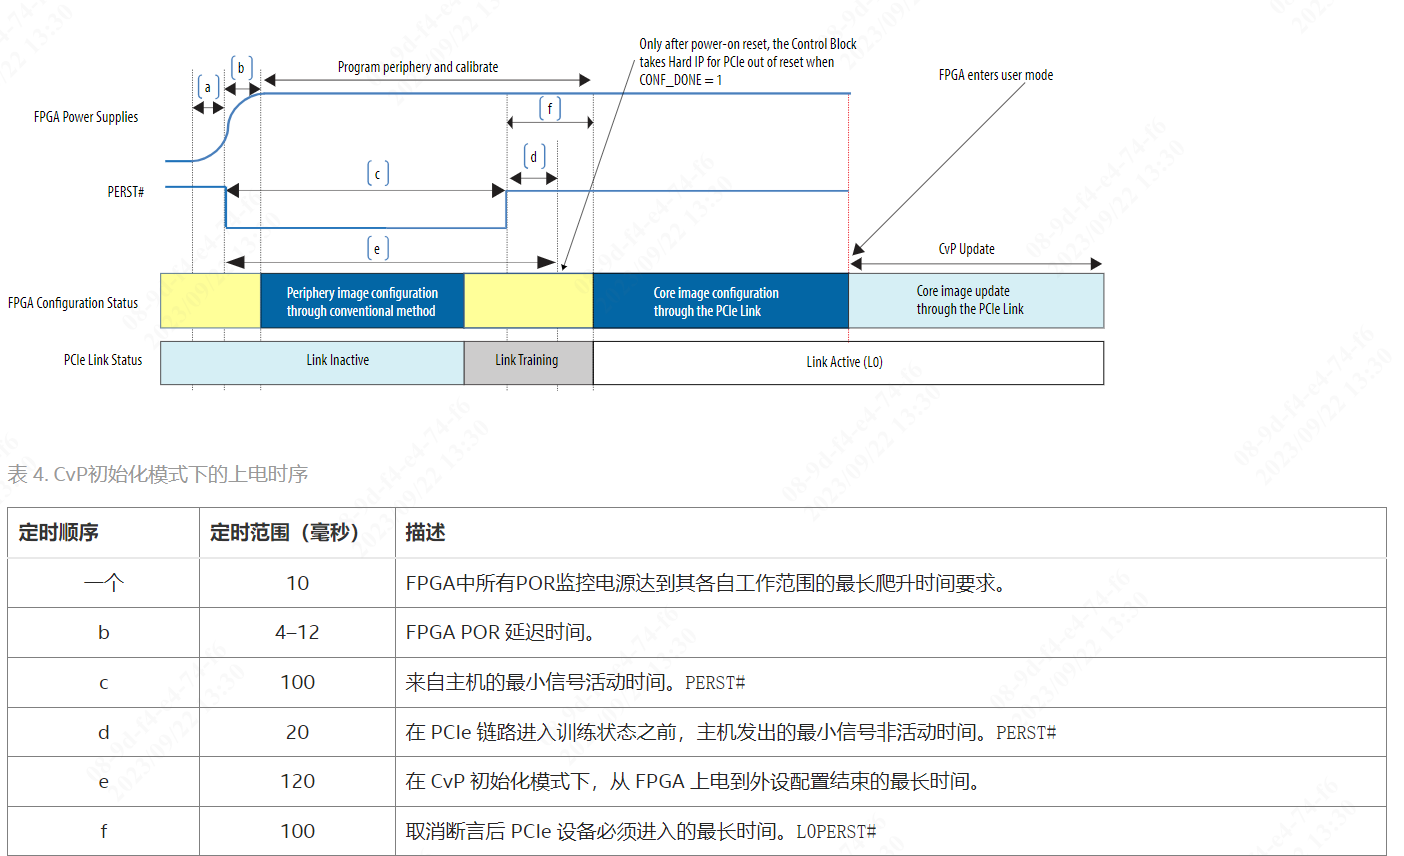 Only after power-on reset, the Control Block
takes Hard IP for PCIe out of reset when
CONF_DONE = 1
b
Program periphery and calibrate
FPGA enters user mode
a
f
FPGA Power Supplies
d
c
PERST#
e
CvP Update
FPGA Configuration Status
Periphery image configuration
through conventional method
Core image configuration
through the PCIe Link
Core image update
through the PCIe Link
PCIe Link Status
Link Inactive
Link Training
Link Active (L0)
表 4. CvP初始化模式下的上电时序
定时顺序 定时范围（毫秒） 描述
一个 10 FPGA中所有POR监控电源达到其各自工作范围的最长爬升时间要求。
b 4–12 FPGA POR 延迟时间。
c 100 来自主机的最小信号活动时间。PERST#
d 20 在 PCIe 链路进入训练状态之前，主机发出的最小信号非活动时间。PERST#
e 120 在 CvP 初始化模式下，从 FPGA 上电到外设配置结束的最长时间。
f 100 取消断言后 PCIe 设备必须进入的最长时间。L0PERST#
08-9d-f4-e4-74-f6
2023/09/22 13:30